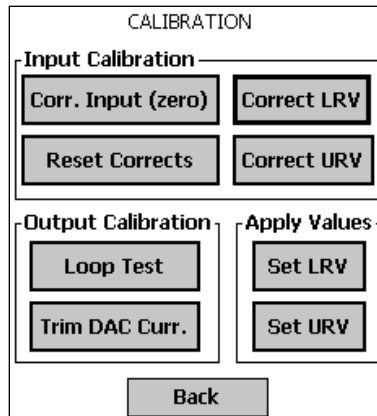 CALIBRATION
Input Calibration
Corr. Input (zero) Correct LRV
Reset Corrects Correct URV
Output Calibration Apply Values
Loop Test Set LRV
Trim DAC Curr. Set URV
Back